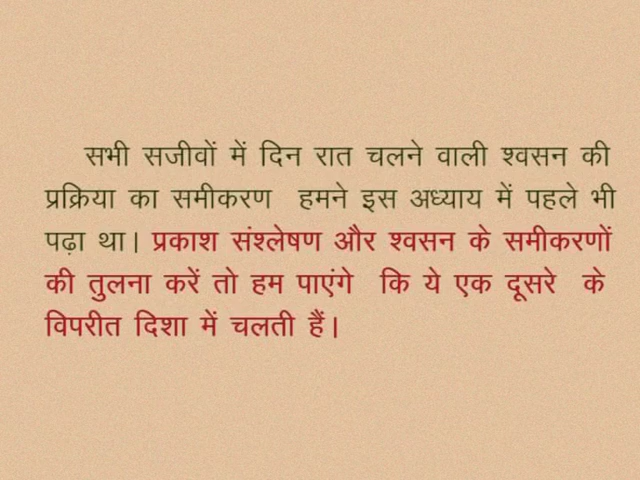 सभी सजीवों में दिन रात चलने वाली श्वसन की
प्रक्रिया का समीकरण हमने इस अध्याय में पहले भी
पढ़ा था। प्रकाश संश्लेषण और श्वसन के समीकरणों
की तुलना करें तो हम पाएंगे कि ये एक दूसरे के
विपरीत दिशा में चलती हैं।